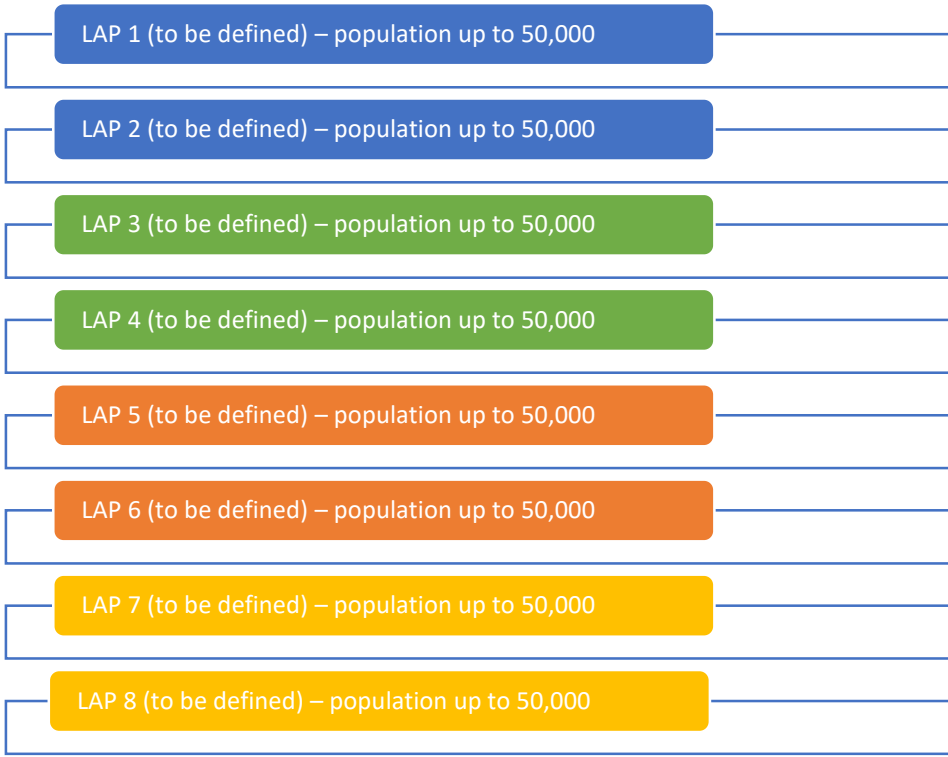 LAP 1 (to be defined) – population up to 50,000
LAP 2 (to be defined) – population up to 50,000
LAP 3 (to be defined) – population up to 50,000
LAP 4 (to be defined) – population up to 50,000
LAP 5 (to be defined) – population up to 50,000
LAP 6 (to be defined) – population up to 50,000
LAP 7 (to be defined) – population up to 50,000
LAP 8 (to be defined) – population up to 50,000